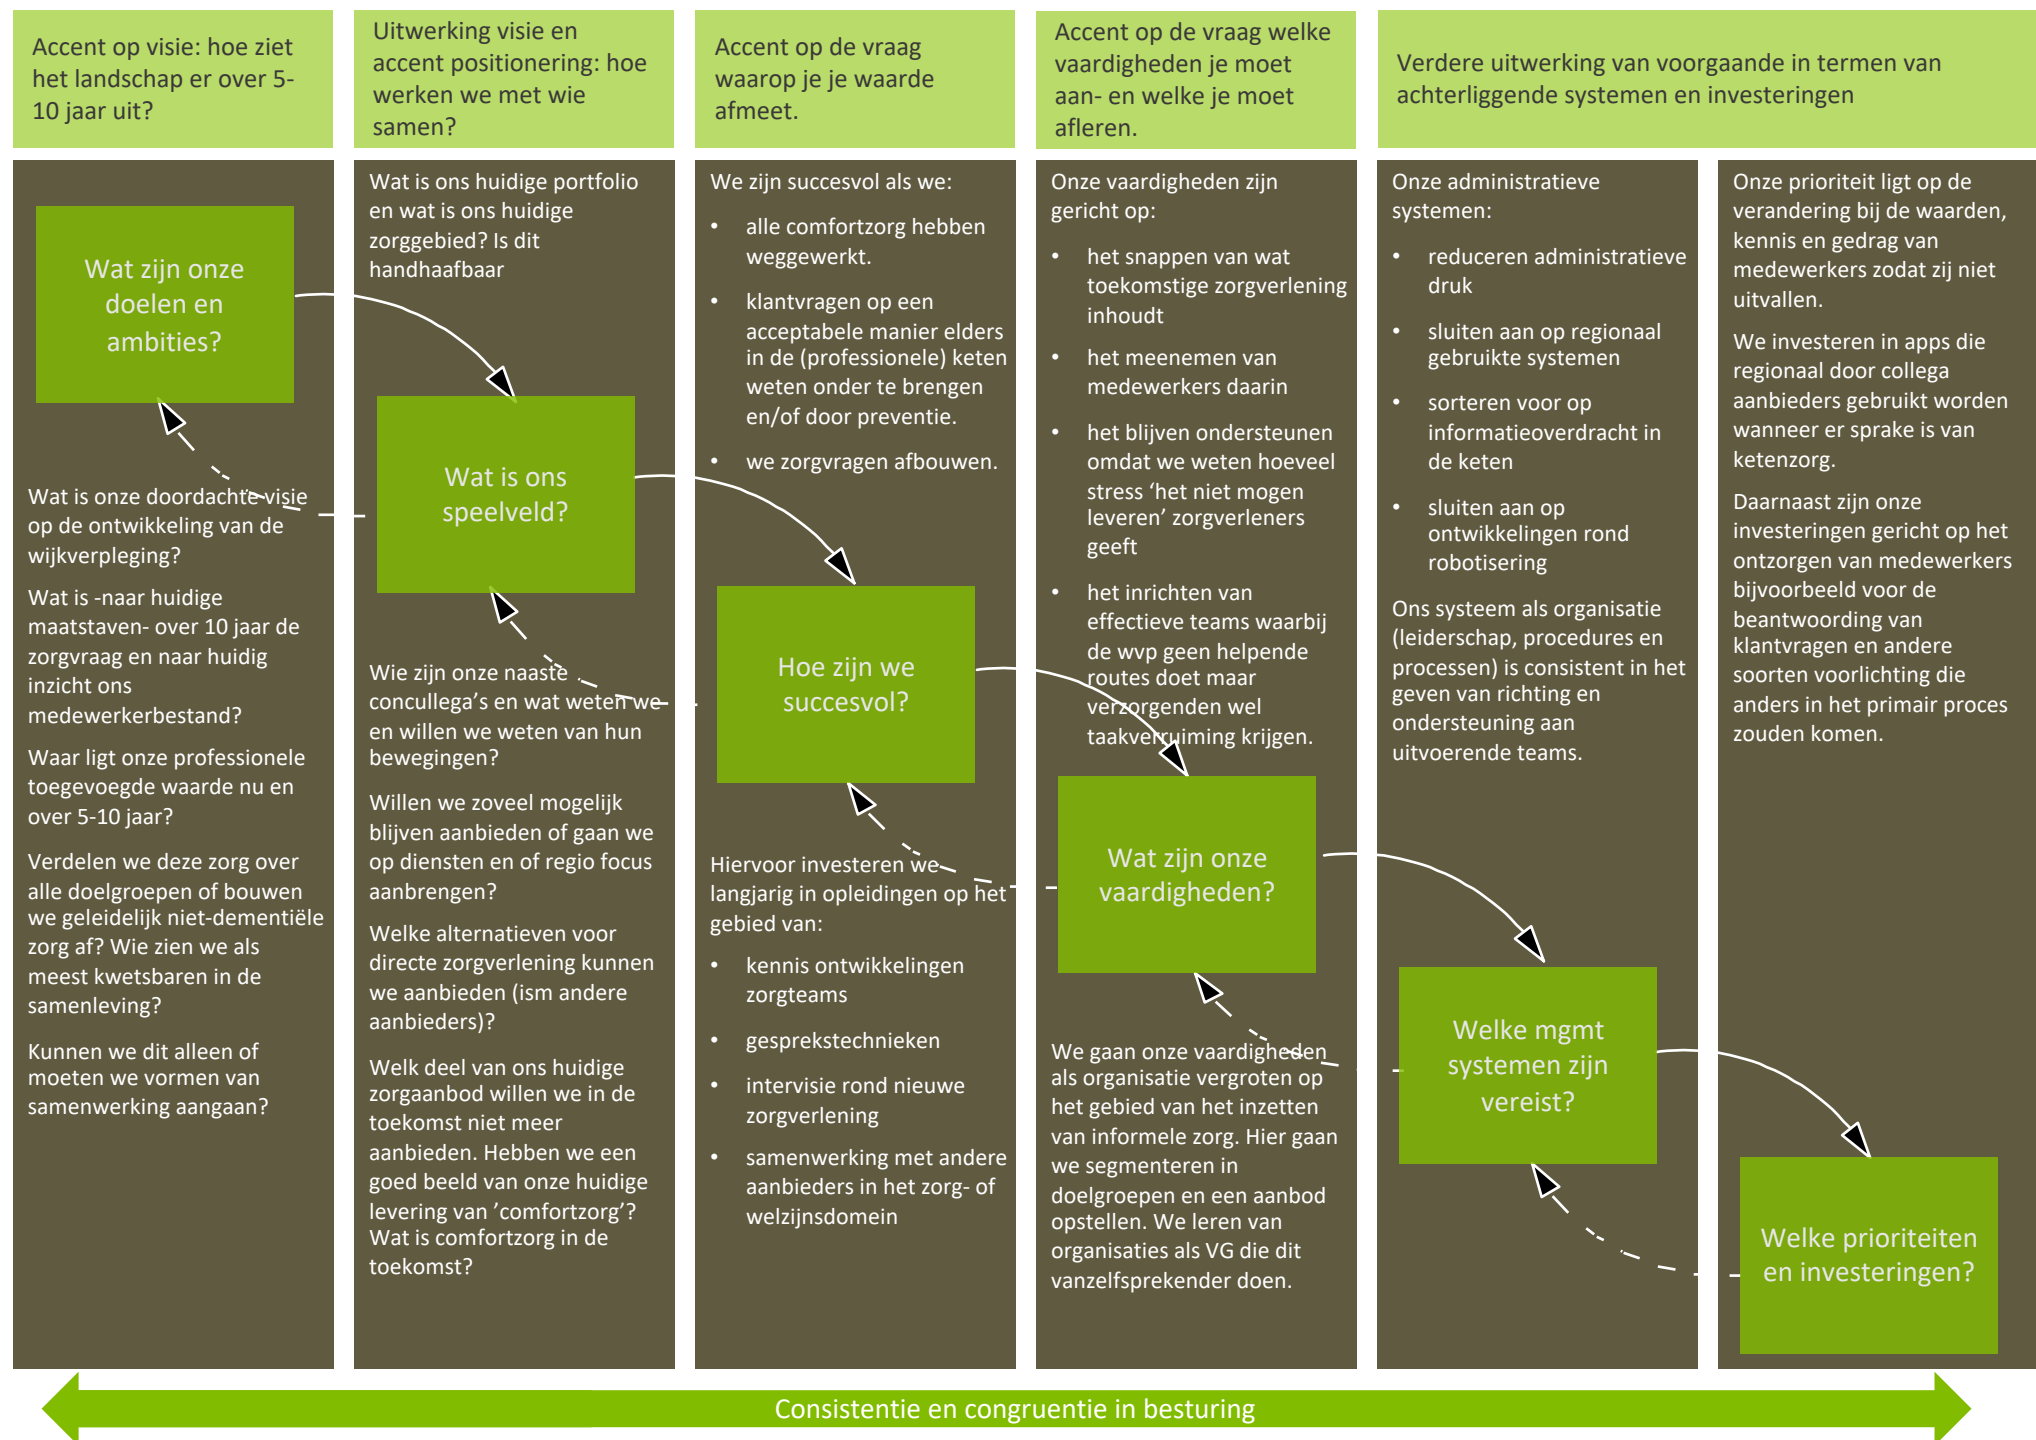 Accent op visie: hoe ziet
het landschap er over 5-
10 jaar uit?
Uitwerking visie en
accent positionering: hoe
werken we met wie
samen?
Accent op de vraag
waarop je je waarde
afmeet.
Accent op de vraag welke
vaardigheden je moet
aan- en welke je moet
afleren.
Verdere uitwerking van voorgaande in termen van
achterliggende systemen en investeringen
Wat zijn onze
doelen en
ambities?
Wat is onze doordachte visie
op de ontwikkeling van de
wijkverpleging?
Wat is -naar huidige
maatstaven- over 10 jaar de
zorgvraag en naar huidig
inzicht ons
medewerkerbestand?
Waar ligt onze professionele
toegevoegde waarde nu en
over 5-10 jaar?
Verdelen we deze zorg over
alle doelgroepen of bouwen
we geleidelijk niet-dementiële
zorg af? Wie zien we als
meest kwetsbaren in de
samenleving?
Kunnen we dit alleen of
moeten we vormen van
samenwerking aangaan?
Wat is ons huidige portfolio
en wat is ons huidige
zorggebied? Is dit
handhaafbaar
Wat is ons
speelveld?
Wie zijn onze naaste
concullega's en wat weten we
en willen we weten van hun
bewegingen?
Willen we zoveel mogelijk
blijven aanbieden of gaan we
op diensten en of regio focus
aanbrengen?
Welke alternatieven voor
directe zorgverlening kunnen
we aanbieden (ism andere
aanbieders)?
Welk deel van ons huidige
zorgaanbod willen we in de
toekomst niet meer
aanbieden. Hebben we een
goed beeld van onze huidige
levering van ’comfortzorg’?
Wat is comfortzorg in de
toekomst?
We zijn succesvol als we:
• alle comfortzorg hebben
weggewerkt.
• klantvragen op een
acceptabele manier elders
in de (professionele) keten
weten onder te brengen
en/of door preventie.
• we zorgvragen afbouwen.
Hoe zijn we
succesvol?
Hiervoor investeren we
langjarig in opleidingen op het
gebied van:
• kennis ontwikkelingen
zorgteams
• gesprekstechnieken
• intervisie rond nieuwe
zorgverlening
• samenwerking met andere
aanbieders in het zorg- of
welzijnsdomein
Onze vaardigheden zijn
gericht op:
• het snappen van wat
toekomstige zorgverlening
inhoudt
• het meenemen van
medewerkers daarin
• het blijven ondersteunen
omdat we weten hoeveel
stress ‘het niet mogen
leveren’ zorgverleners
geeft
• het inrichten van
effectieve teams waarbij
de wvp geen helpende
routes doet maar
verzorgenden wel
taakverruiming krijgen.
Wat zijn onze
vaardigheden?
We gaan onze vaardigheden
als organisatie vergroten op
het gebied van het inzetten
van informele zorg. Hier gaan
we segmenteren in
doelgroepen en een aanbod
opstellen. We leren van
organisaties als VG die dit
vanzelfsprekender doen.
Onze administratieve
systemen:
• reduceren administratieve
druk
• sluiten aan op regionaal
gebruikte systemen
• sorteren voor op
informatieoverdracht in
de keten
• sluiten aan op
ontwikkelingen rond
robotisering
Ons systeem als organisatie
(leiderschap, procedures en
processen) is consistent in het
geven van richting en
ondersteuning aan
uitvoerende teams.
Welke mgmt
systemen zijn
vereist?
Onze prioriteit ligt op de
verandering bij de waarden,
kennis en gedrag van
medewerkers zodat zij niet
uitvallen.
We investeren in apps die
regionaal door collega
aanbieders gebruikt worden
wanneer er sprake is van
ketenzorg.
Daarnaast zijn onze
investeringen gericht op het
ontzorgen van medewerkers
bijvoorbeeld voor de
beantwoording van
klantvragen en andere
soorten voorlichting die
anders in het primair proces
zouden komen.
Welke prioriteiten
en investeringen?
Consistentie en congruentie in besturing